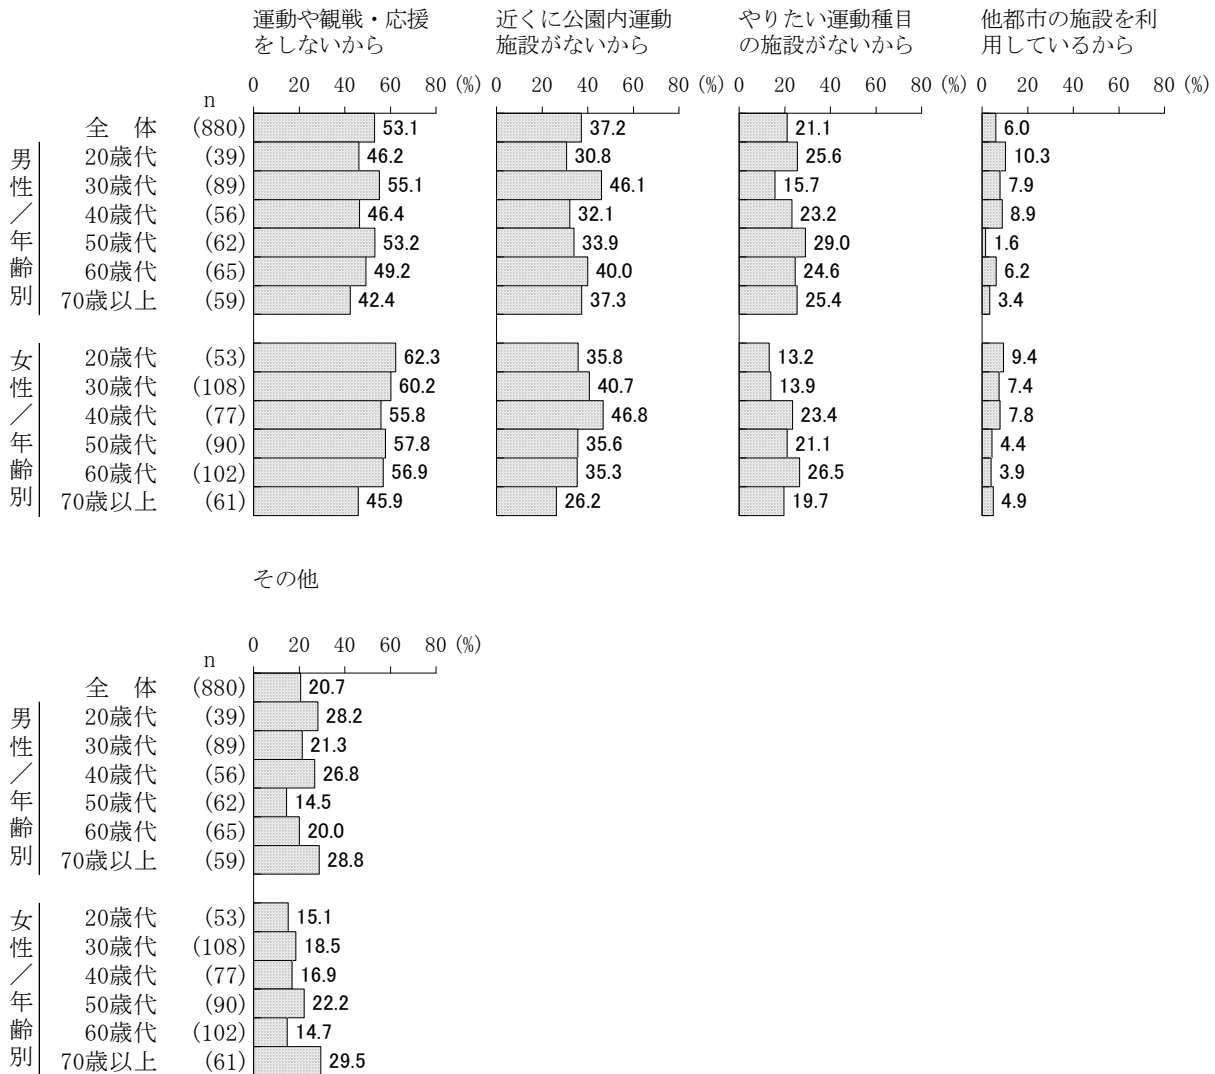 運動や観戦・応援 近くに公園内運動 やりたい運動種目 他都市の施設を利
をしないから 施設がないから の施設がないから 用しているから
0 20 40 60 80 (%) 0 20 40 60 80 (%) 0 20 40 60 80 (%) 0 20 40 60 80 (%)
n
全 体 (880) 53.1 37.2 21.1 6.0
男性/年齢別
20歳代 (39) 46.2 30.8 25.6 10.3
30歳代 (89) 55.1 46.1 15.7 7.9
40歳代 (56) 46.4 32.1 23.2 8.9
50歳代 (62) 53.2 33.9 29.0 1.6
60歳代 (65) 49.2 40.0 24.6 6.2
70歳以上 (59) 42.4 37.3 25.4 3.4
女性/年齢別
20歳代 (53) 62.3 35.8 13.2 9.4
30歳代 (108) 60.2 40.7 13.9 7.4
40歳代 (77) 55.8 46.8 23.4 7.8
50歳代 (90) 57.8 35.6 21.1 4.4
60歳代 (102) 56.9 35.3 26.5 3.9
70歳以上 (61) 45.9 26.2 19.7 4.9
その他
0 20 40 60 80 (%)
n
全 体 (880) 20.7
男性/年齢別
20歳代 (39) 28.2
30歳代 (89) 21.3
40歳代 (56) 26.8
50歳代 (62) 14.5
60歳代 (65) 20.0
70歳以上 (59) 28.8
女性/年齢別
20歳代 (53) 15.1
30歳代 (108) 18.5
40歳代 (77) 16.9
50歳代 (90) 22.2
60歳代 (102) 14.7
70歳以上 (61) 29.5